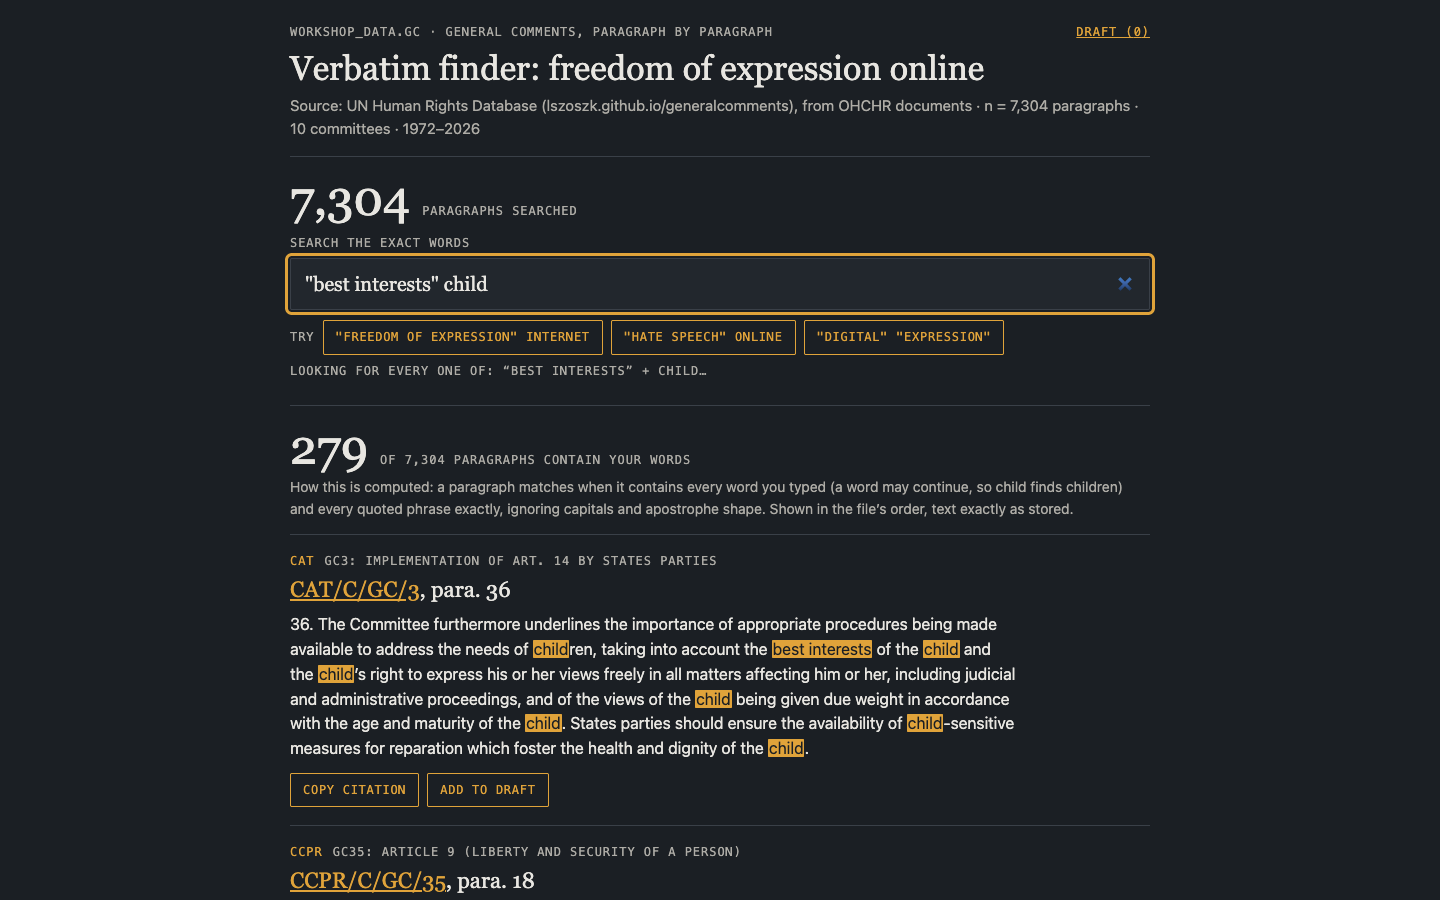 WORKSHOP_DATA.GC · GENERAL COMMENTS, PARAGRAPH BY PARAGRAPH
DRAFT (0)
Verbatim finder: freedom of expression online
Source: UN Human Rights Database (lszoszk.github.io/generalcomments), from OHCHR documents · n = 7,304 paragraphs ·
10 committees · 1972–2026
7,304 PARAGRAPHS SEARCHED
SEARCH THE EXACT WORDS
"best interests" child
TRY "FREEDOM OF EXPRESSION" INTERNET "HATE SPEECH" ONLINE "DIGITAL" "EXPRESSION"
LOOKING FOR EVERY ONE OF: “BEST INTERESTS” + CHILD…
279 OF 7,304 PARAGRAPHS CONTAIN YOUR WORDS
How this is computed: a paragraph matches when it contains every word you typed (a word may continue, so child finds children)
and every quoted phrase exactly, ignoring capitals and apostrophe shape. Shown in the file’s order, text exactly as stored.
CAT GC3: IMPLEMENTATION OF ART. 14 BY STATES PARTIES
CAT/C/GC/3, para. 36
36. The Committee furthermore underlines the importance of appropriate procedures being made
available to address the needs of children, taking into account the best interests of the child and
the child’s right to express his or her views freely in all matters affecting him or her, including judicial
and administrative proceedings, and of the views of the child being given due weight in accordance
with the age and maturity of the child. States parties should ensure the availability of child-sensitive
measures for reparation which foster the health and dignity of the child.
COPY CITATION ADD TO DRAFT
CCPR GC35: ARTICLE 9 (LIBERTY AND SECURITY OF A PERSON)
CCPR/C/GC/35, para. 18